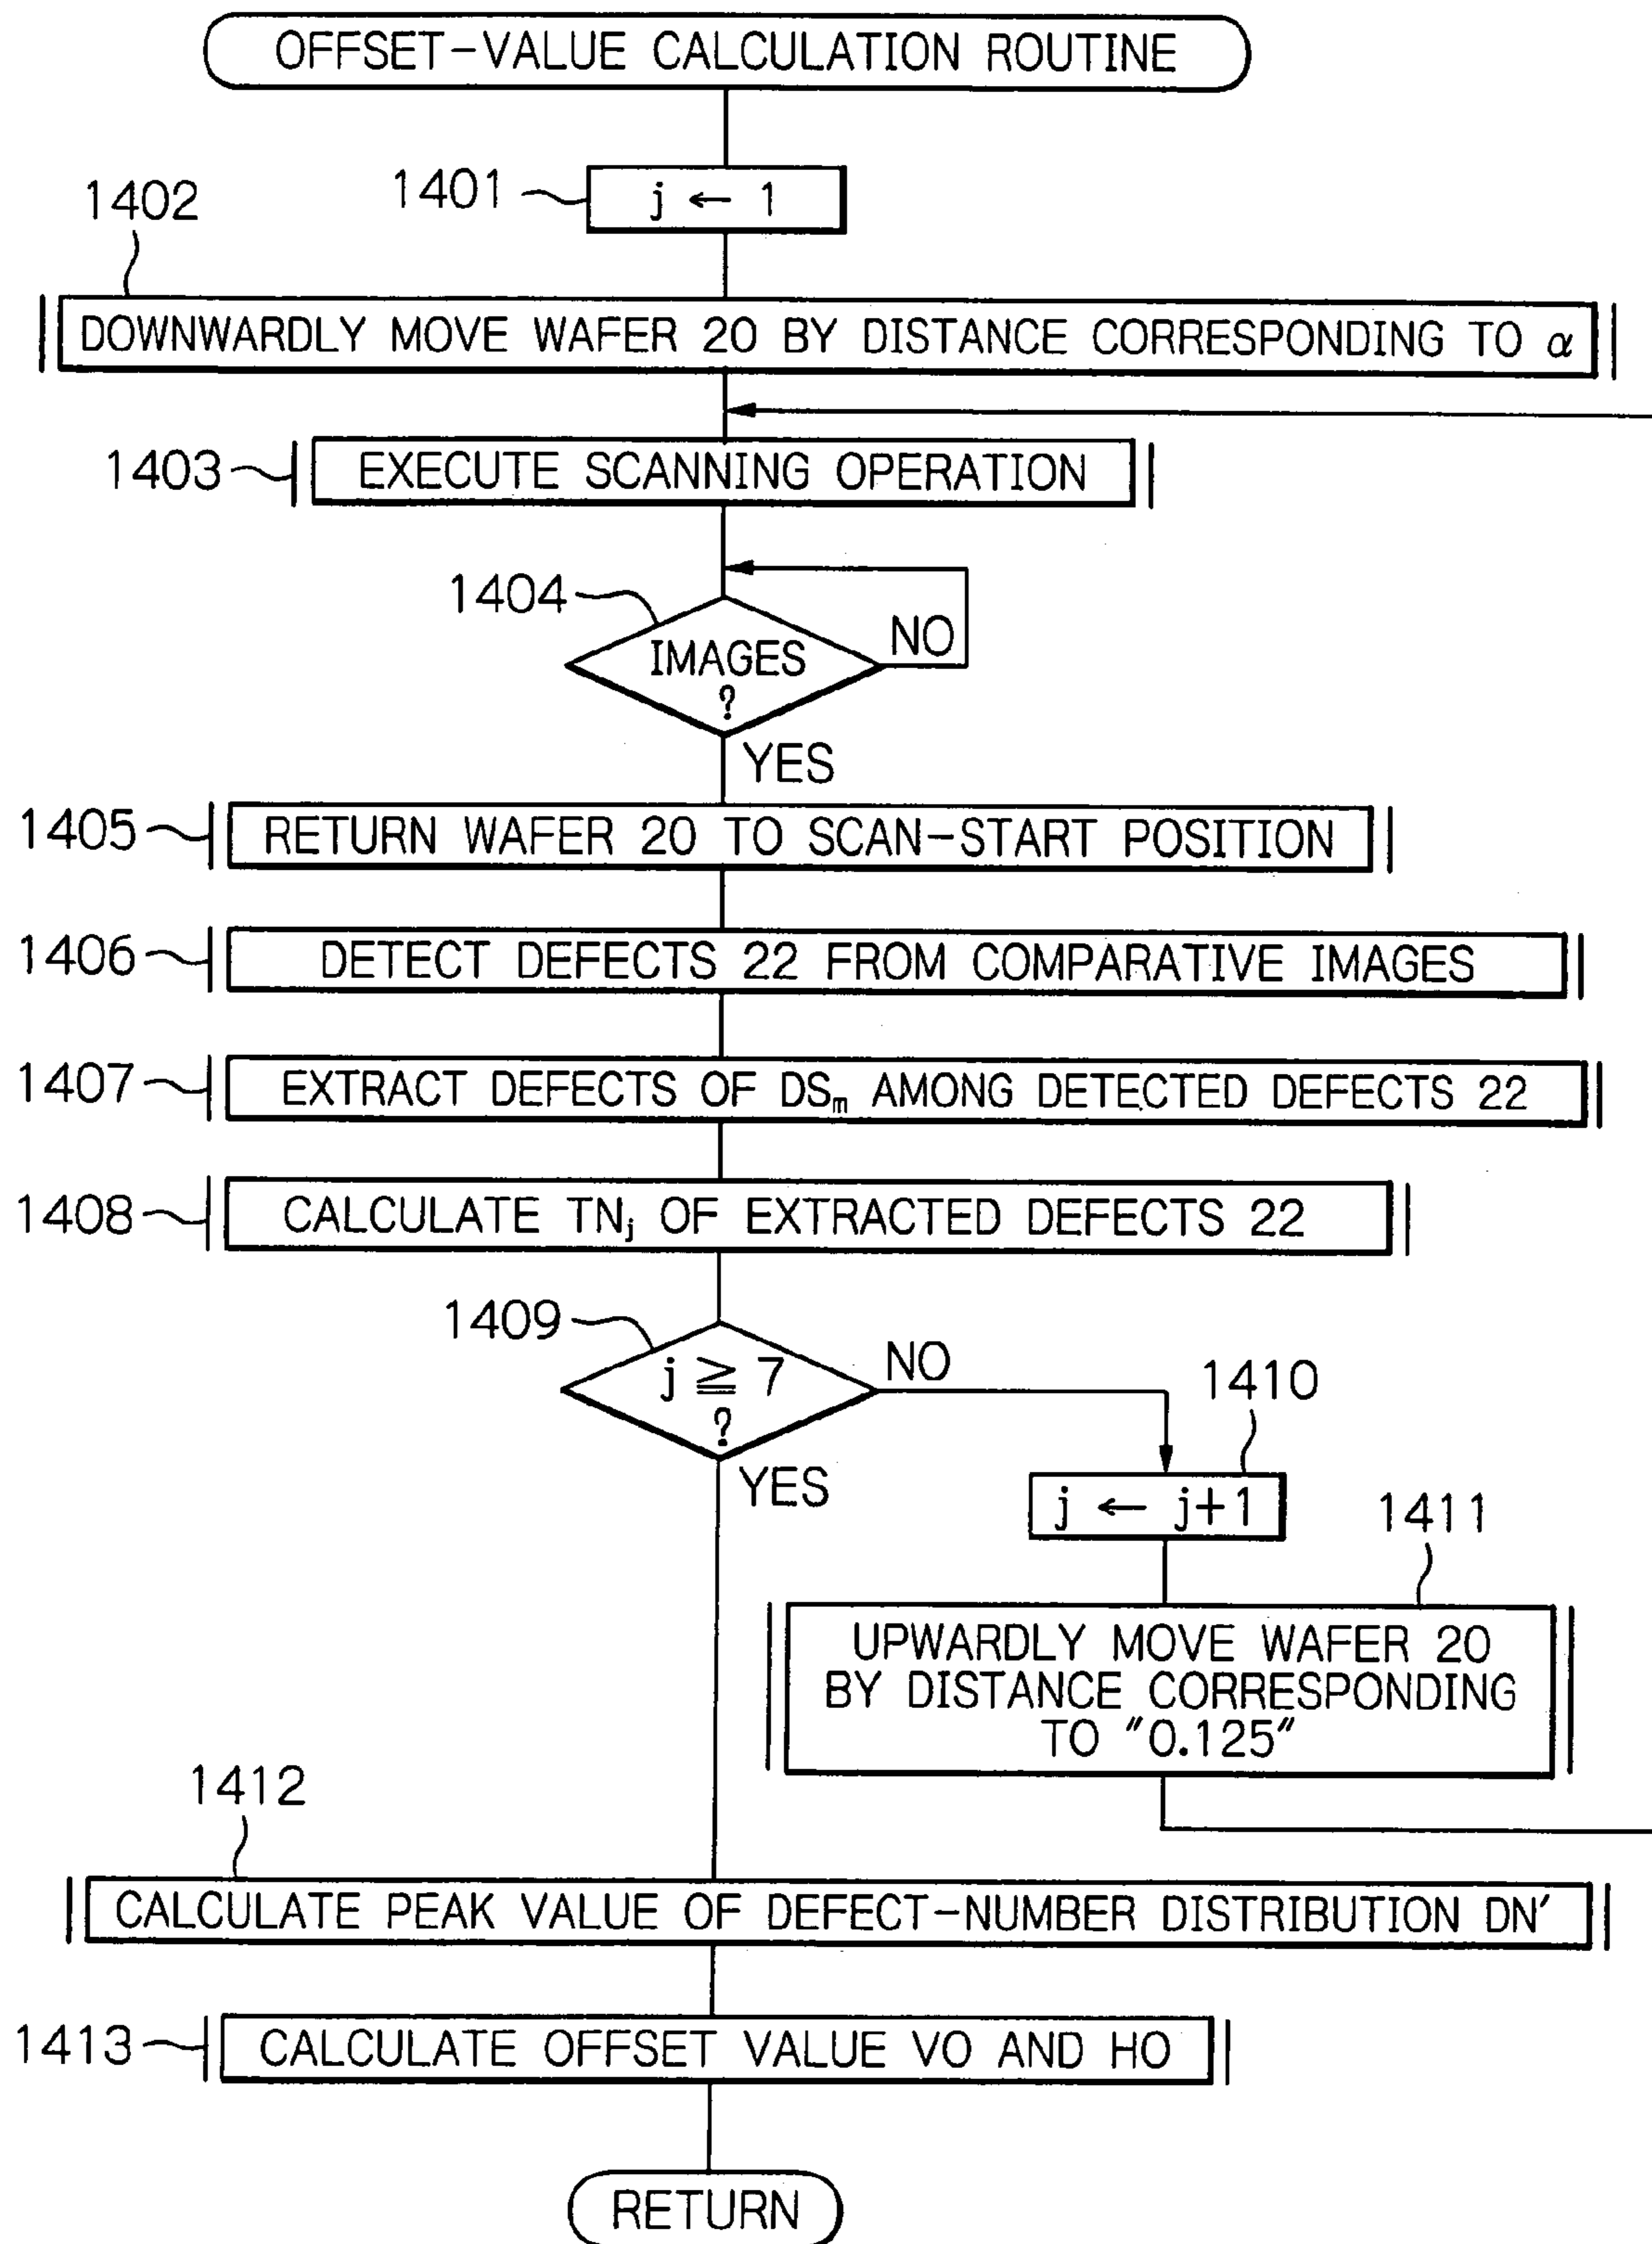 OFFSET-VALUE CALCULATION ROUTINE
1401
j ← 1
1402
DOWNWARDLY MOVE WAFER 20 BY DISTANCE CORRESPONDING TO α
1403
EXECUTE SCANNING OPERATION
1404
IMAGES
?
NO
YES
1405
RETURN WAFER 20 TO SCAN-START POSITION
1406
DETECT DEFECTS 22 FROM COMPARATIVE IMAGES
1407
EXTRACT DEFECTS OF DSm AMONG DETECTED DEFECTS 22
1408
CALCULATE TNj OF EXTRACTED DEFECTS 22
1409
j ≧ 7
?
NO
YES
1410
j ← j+1
1411
UPWARDLY MOVE WAFER 20
BY DISTANCE CORRESPONDING
TO "0.125"
1412
CALCULATE PEAK VALUE OF DEFECT-NUMBER DISTRIBUTION DN'
1413
CALCULATE OFFSET VALUE VO AND HO
RETURN